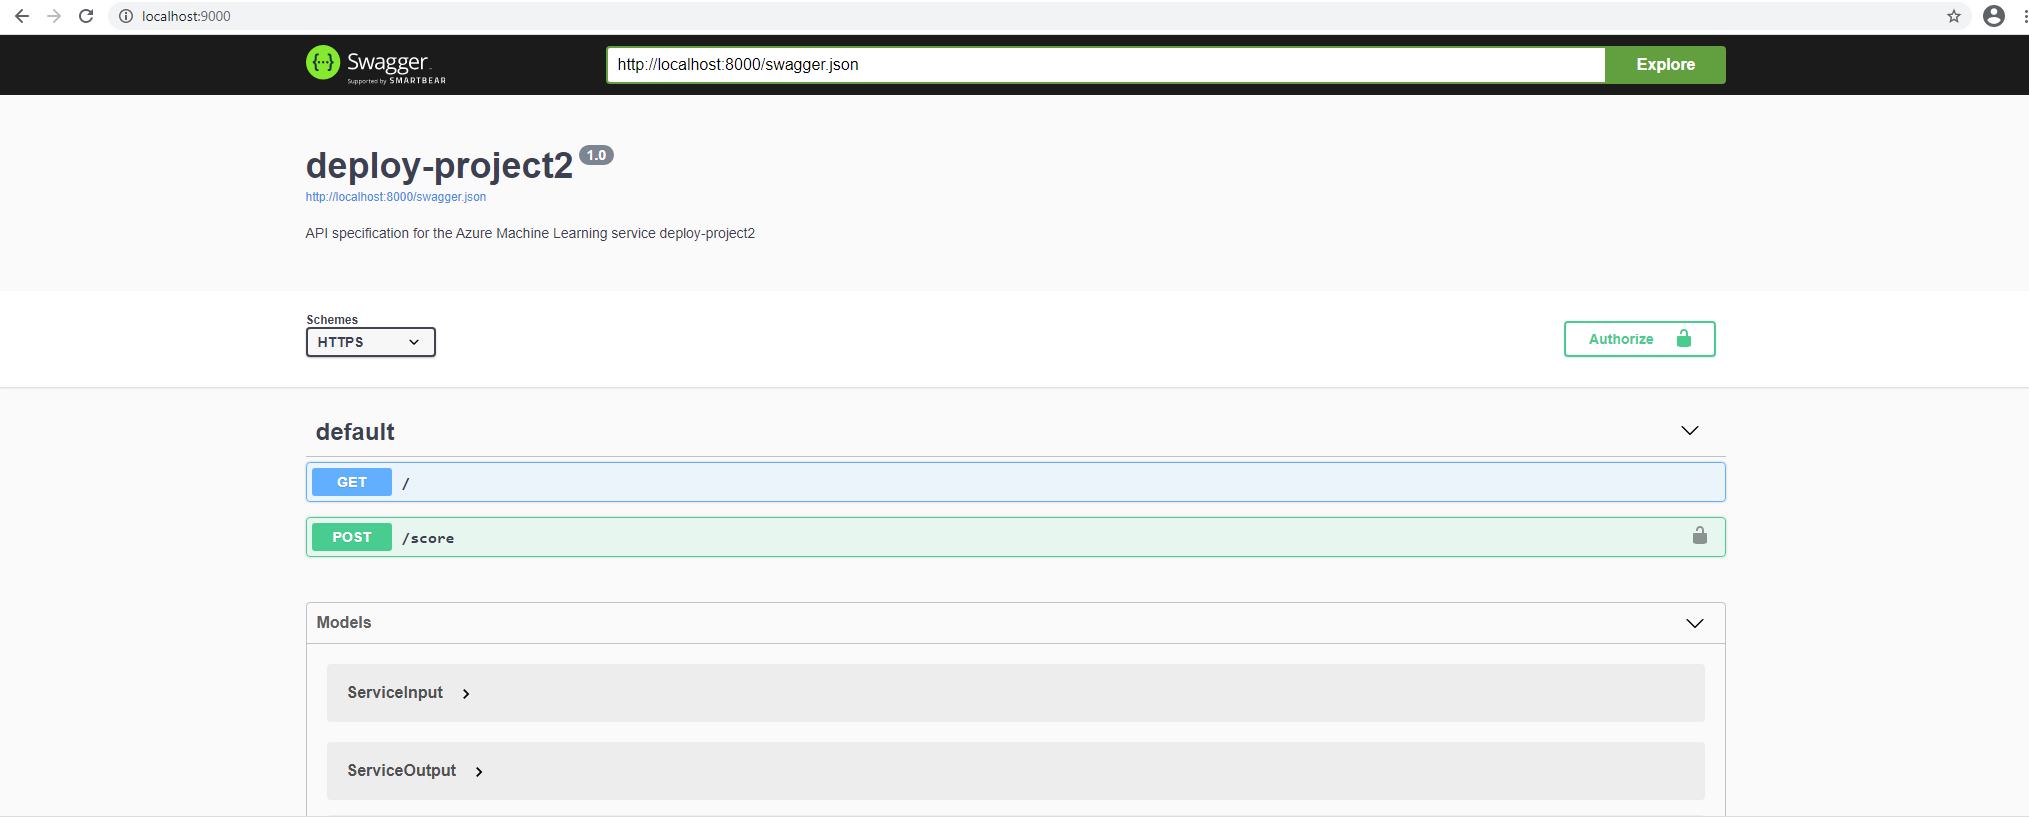 localhost:9000
{···} Swagger.
Supported by SMARTBEAR
http://localhost:8000/swagger.json
Explore
deploy-project2 1.0
http://localhost:8000/swagger.json
API specification for the Azure Machine Learning service deploy-project2
Schemes
HTTPS
Authorize
default
GET /
POST /score
Models
ServiceInput
ServiceOutput